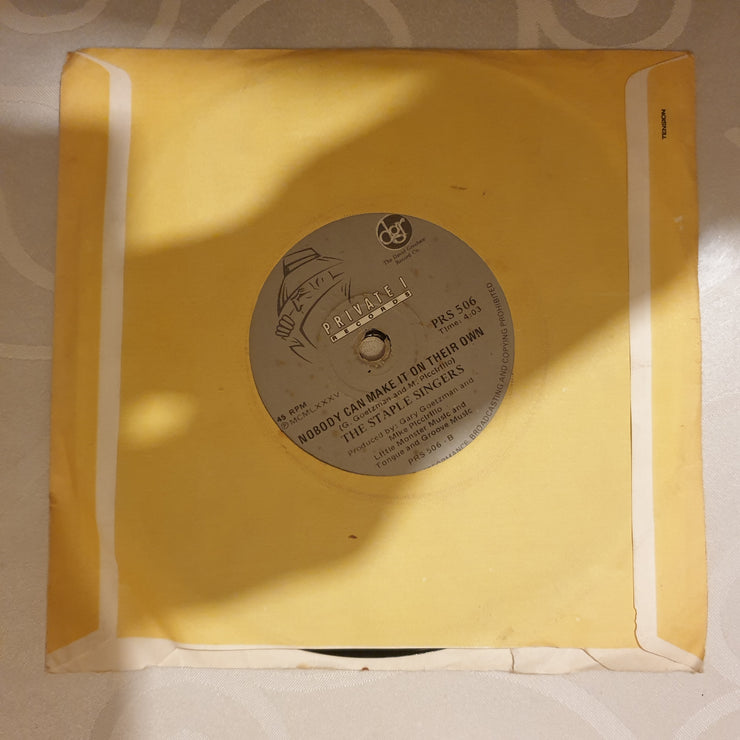 TENSION
dgr
The David Gresham
Record Co.
PRIVATE I
RECORDS
PRS 506
Time: 4:03
45 RPM
Ⓟ MCMLXXXV
NOBODY CAN MAKE IT ON THEIR OWN
(G. Goetzman and M. Piccirillo)
THE STAPLE SINGERS
Produced by: Gary Goetzman and
Mike Piccirillo
Little Monster Music and
Tongue and Groove Music
PRS 506 - B
BROADCASTING AND COPYING PROHIBITED